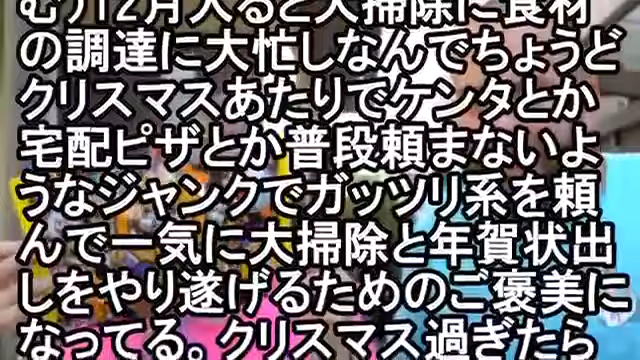 む)12月入ると大掃除に食材
の調達に大忙しなんでちょうど
クリスマスあたりでケンタとか
宅配ピザとか普段頼まないよ
うなジャンクでガッツリ系を頼
んで一気に大掃除と年賀状出
しをやり遂げるためのご褒美に
なってる。クリスマス過ぎたら